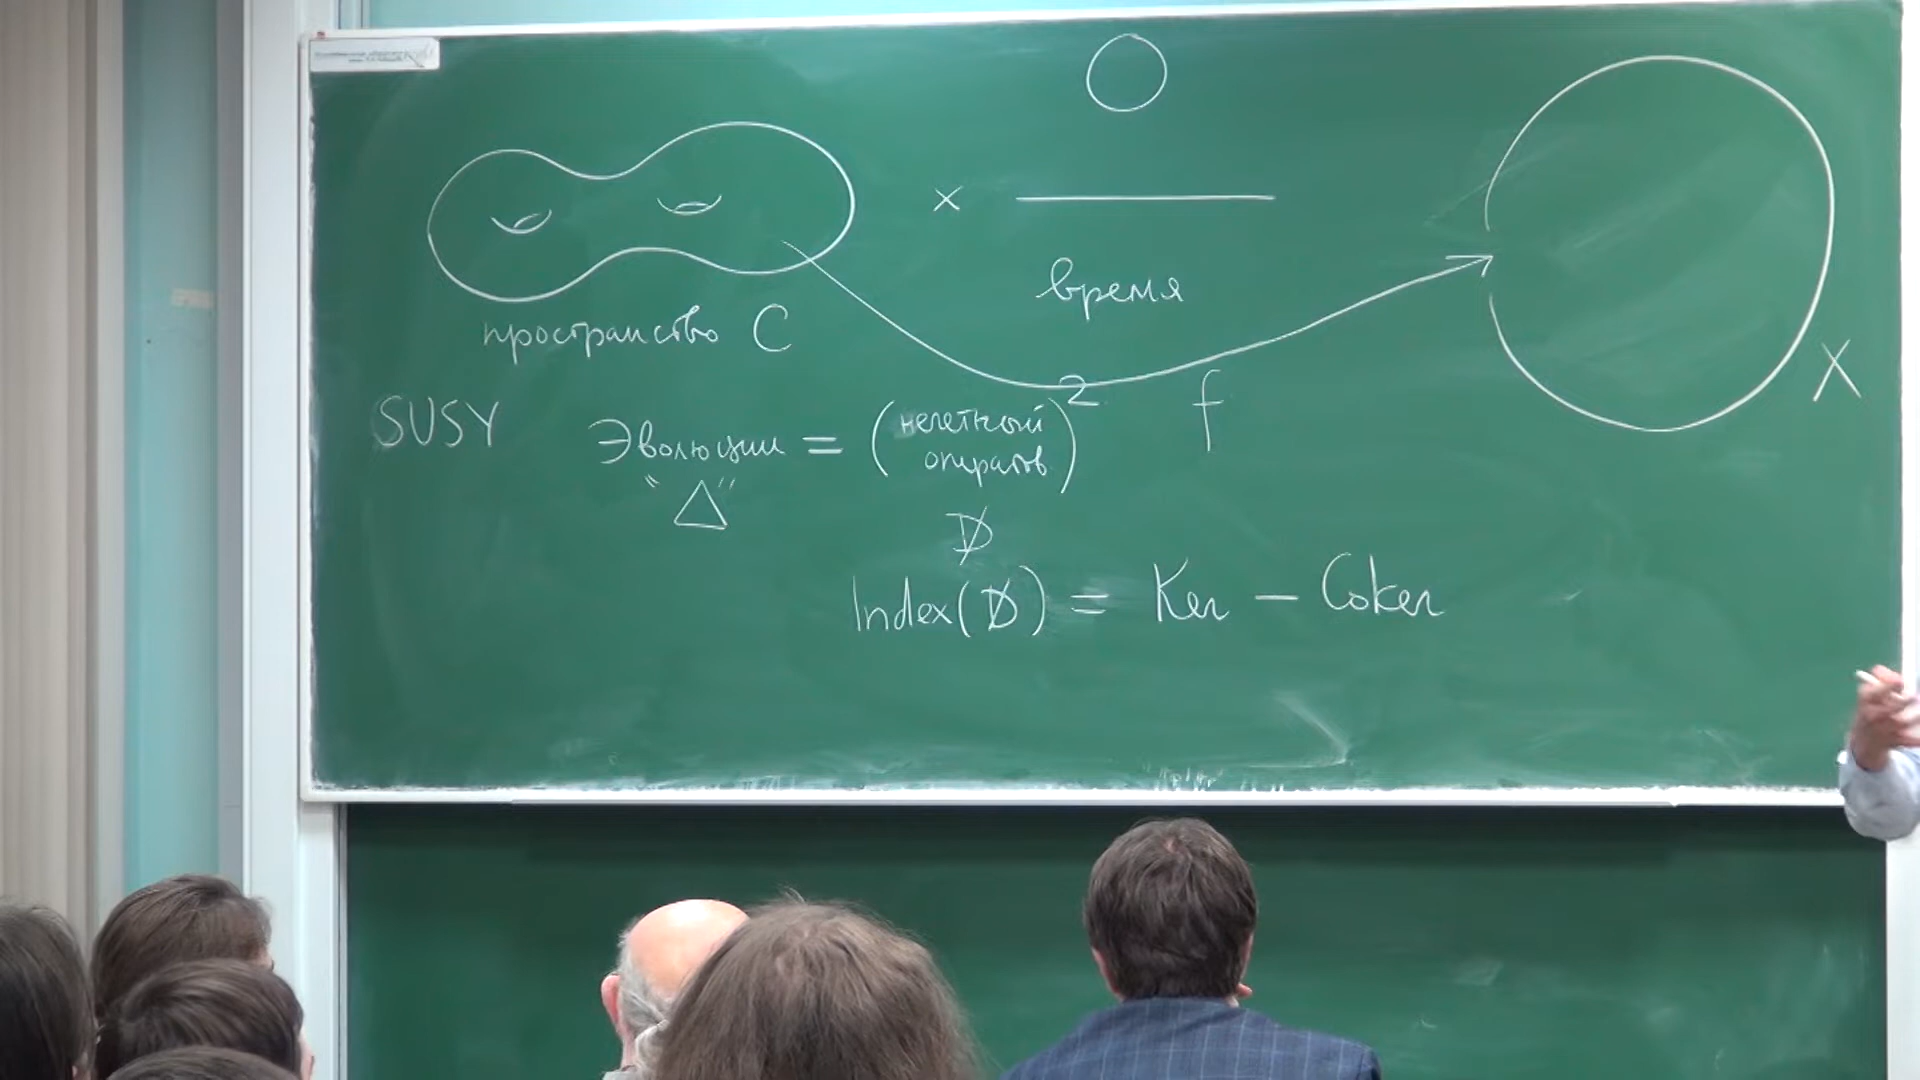 ×
время
пространство C
f
X
SUSY
Эволюции = (нечетный оператор)²
"Δ"
D̸
Index(D̸) = Ker − Coker